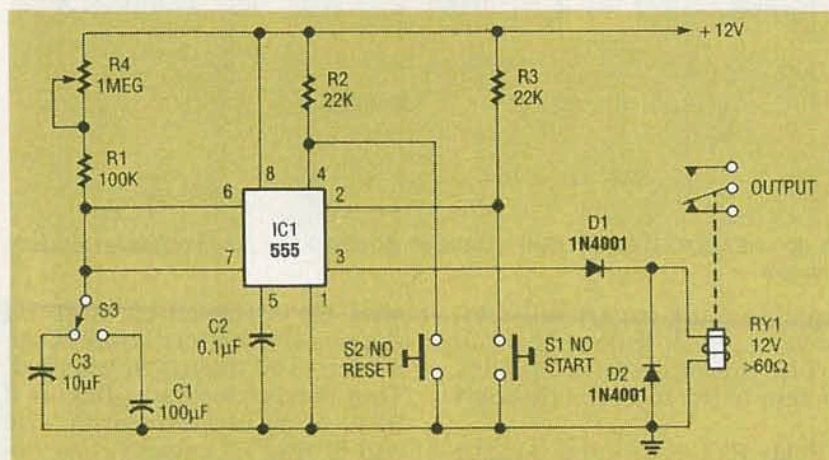 + 12V
R4
1MEG
R2
22K
R3
22K
R1
100K
8
4
6
2
IC1
555
7
3
5
1
D1
1N4001
OUTPUT
S3
C2
0.1µF
S2 NO
RESET
S1 NO
START
RY1
12V
>60Ω
C3
10µF
C1
100µF
D2
1N4001